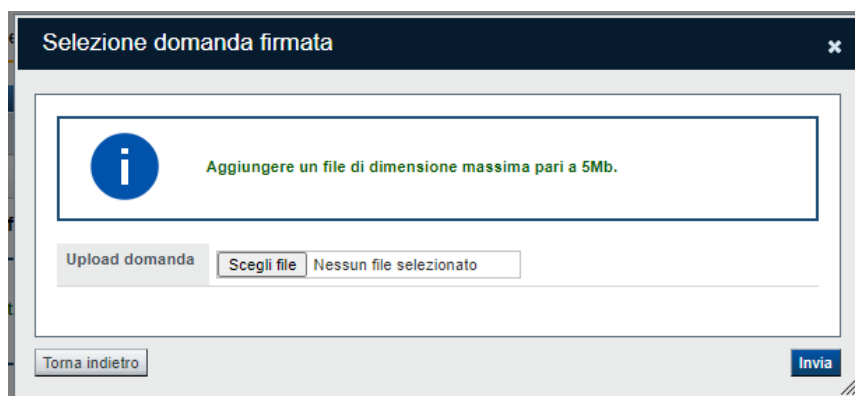 Selezione domanda firmata
Aggiungere un file di dimensione massima pari a 5Mb.
Upload domanda Scegli file Nessun file selezionato
Torna indietro Invia